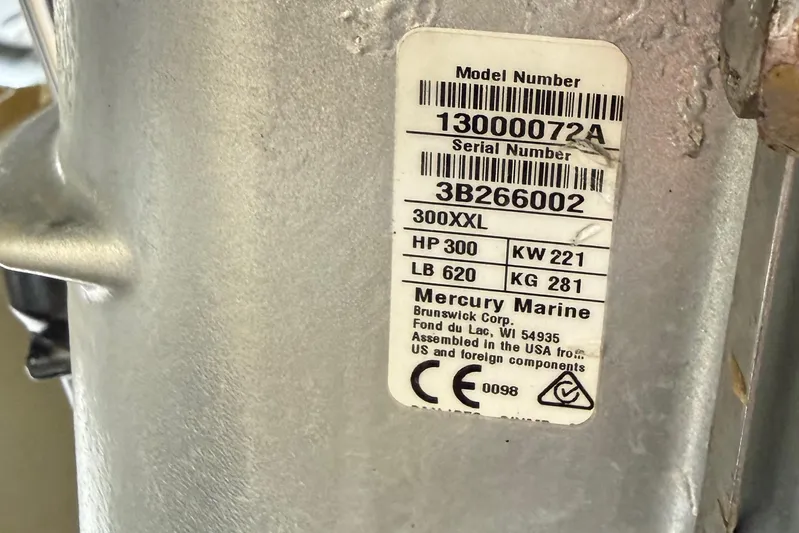 Model Number
13000072A
Serial Number
3B266002
300XXL
HP 300 KW 221
LB 620 KG 281
Mercury Marine
Brunswick Corp.
Fond du Lac, WI 54935
Assembled in the USA from
US and foreign components
CE 0098